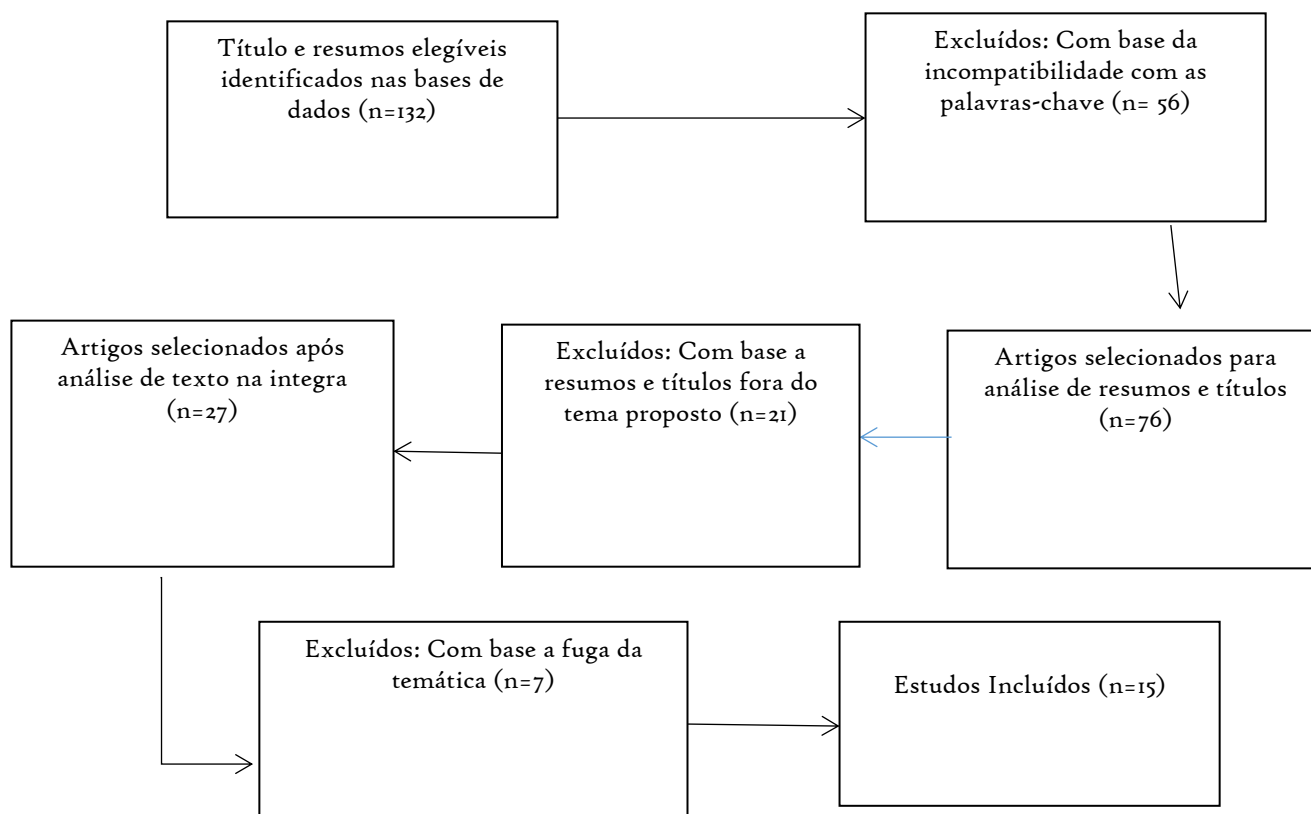 Título e resumos elegíveis
identificados nas bases de
dados (n=132)
Excluídos: Com base da
incompatibilidade com as
palavras-chave (n= 56)
Artigos selecionados após
análise de texto na integra
(n=27)
Excluídos: Com base a
resumos e títulos fora do
tema proposto (n=21)
Artigos selecionados para
análise de resumos e títulos
(n=76)
Excluídos: Com base a fuga da
temática (n=7)
Estudos Incluídos (n=15)